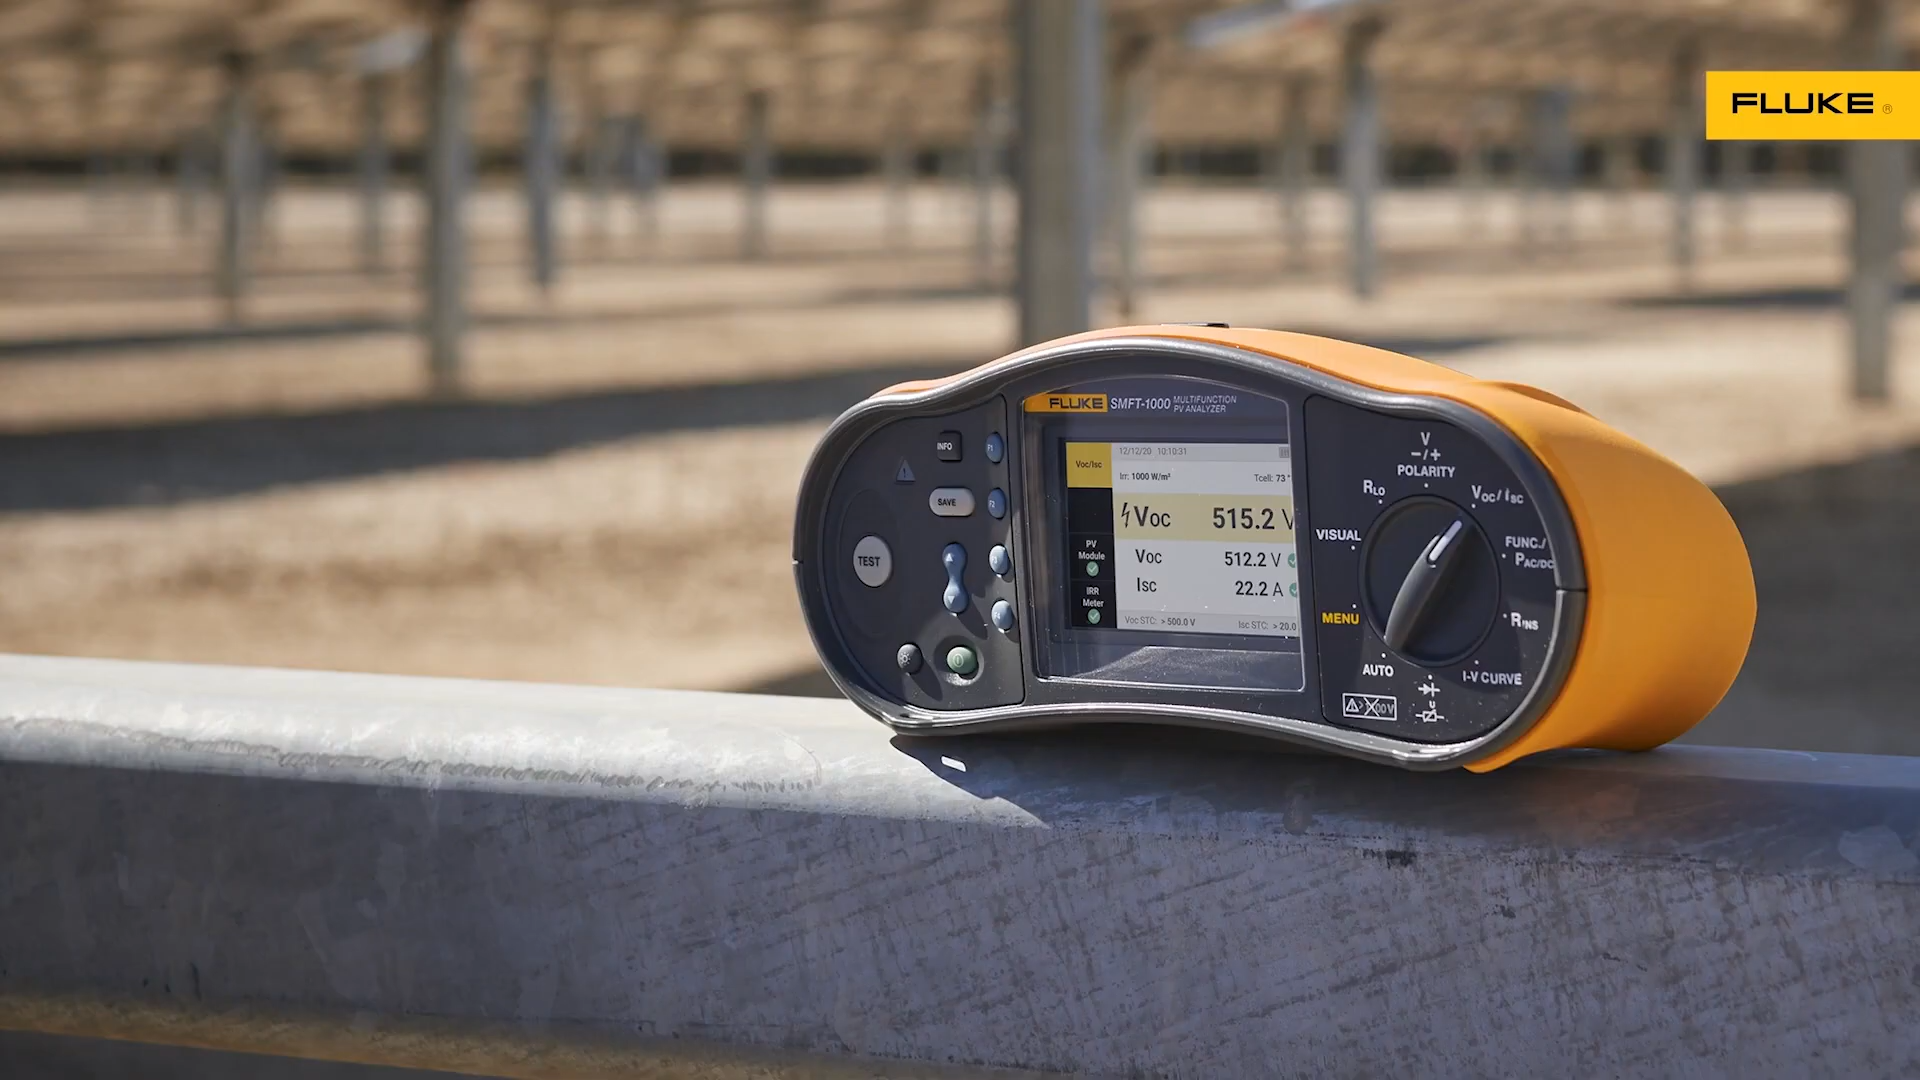 FLUKE ®
FLUKE SMFT-1000 MULTIFUNCTION
PV ANALYZER
INFO
F1
SAVE
F2
TEST
Voc/Isc
12/12/20 10:10:31
Irr: 1000 W/m²
Tcell: 73 °
Voc 515.2 V
PV
Module
Voc 512.2 V
Isc 22.2 A
IRR
Meter
Voc STC: > 500.0 V
Isc STC: > 20.0
V
–/+
POLARITY
RLO
VOC / ISC
VISUAL
FUNC./
PAC/DC
MENU
RINS
AUTO
I-V CURVE